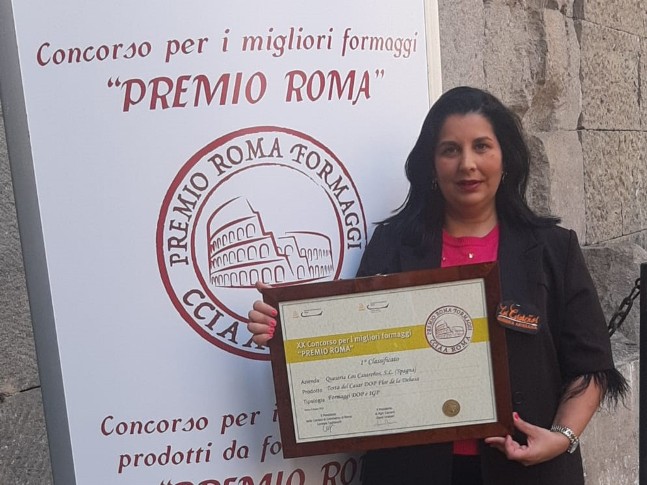 Concorso per i migliori formaggi
“PREMIO ROMA”
PREMIO ROMA FORMAGGI
CCIAA
Concorso per i
prodotti da fo
PREMIO ROM
XX Concorso per i migliori formaggi
"PREMIO ROMA"
PREMIO ROMA FORMAGGI
CCIAA ROMA
1° Classificato
Azienda: Quesería Los Casareños, S.L. (Spagna)
Prodotto: Torta del Casar DOP Flor de la Dehesa
Tipologia: Formaggi DOP e IGP